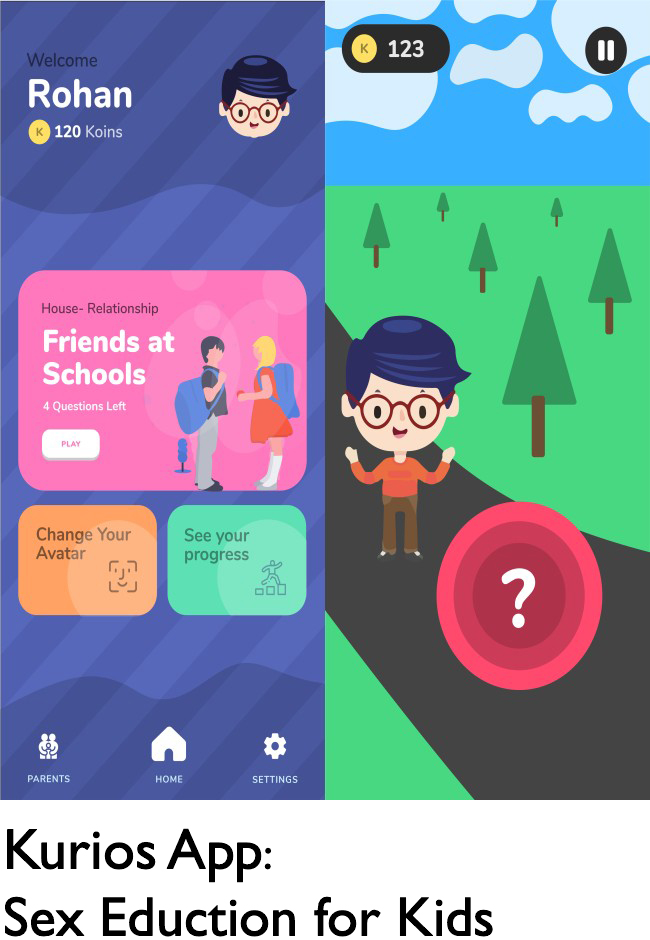 Welcome
Rohan
K 120 Koins
House- Relationship
Friends at
Schools
4 Questions Left
PLAY
Change Your
Avatar
See your
progress
PARENTS
HOME
SETTINGS
K 123
?
Kurios App:
Sex Eduction for Kids